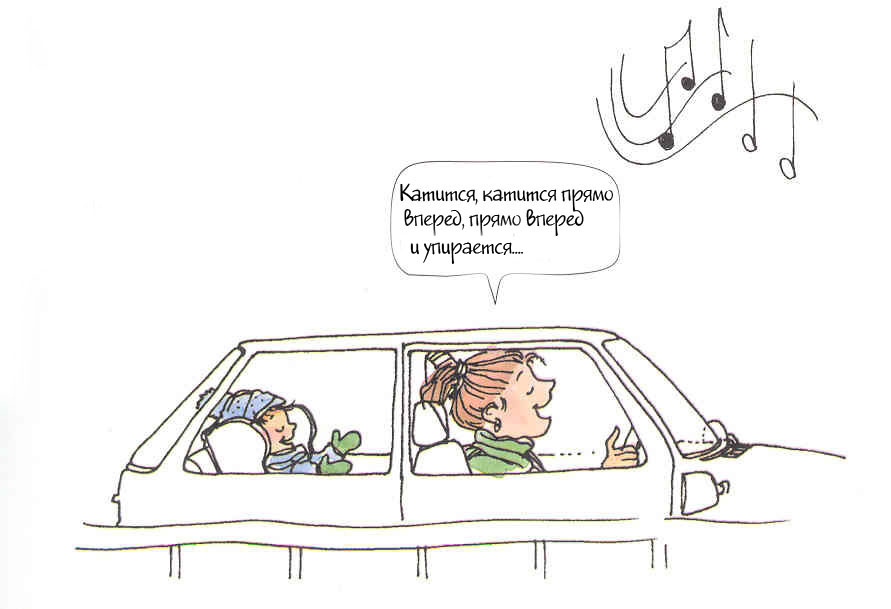 Катится, катится прямо
вперед, прямо вперед
и упирается....